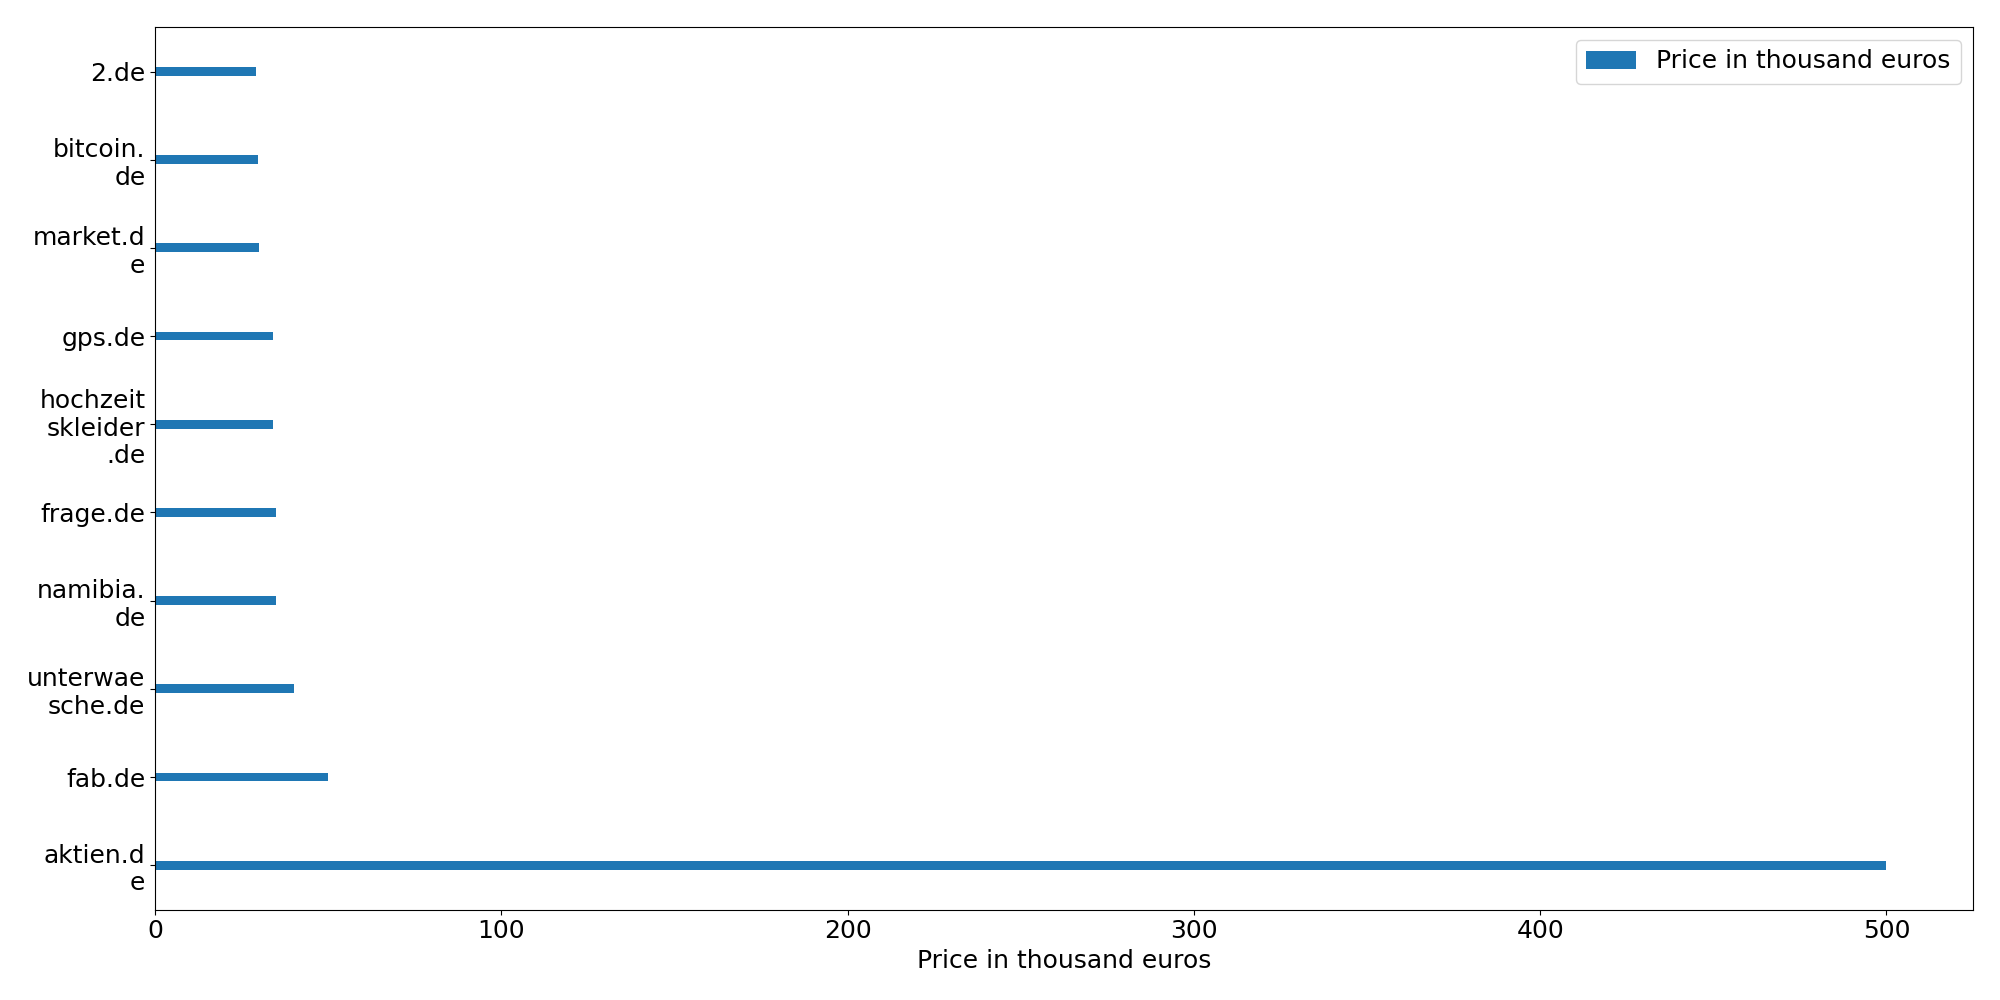 2.de
bitcoin.
de
market.d
e
gps.de
hochzeit
skleider
.de
frage.de
namibia.
de
unterwae
sche.de
fab.de
aktien.d
e
Price in thousand euros
0 100 200 300 400 500
Price in thousand euros